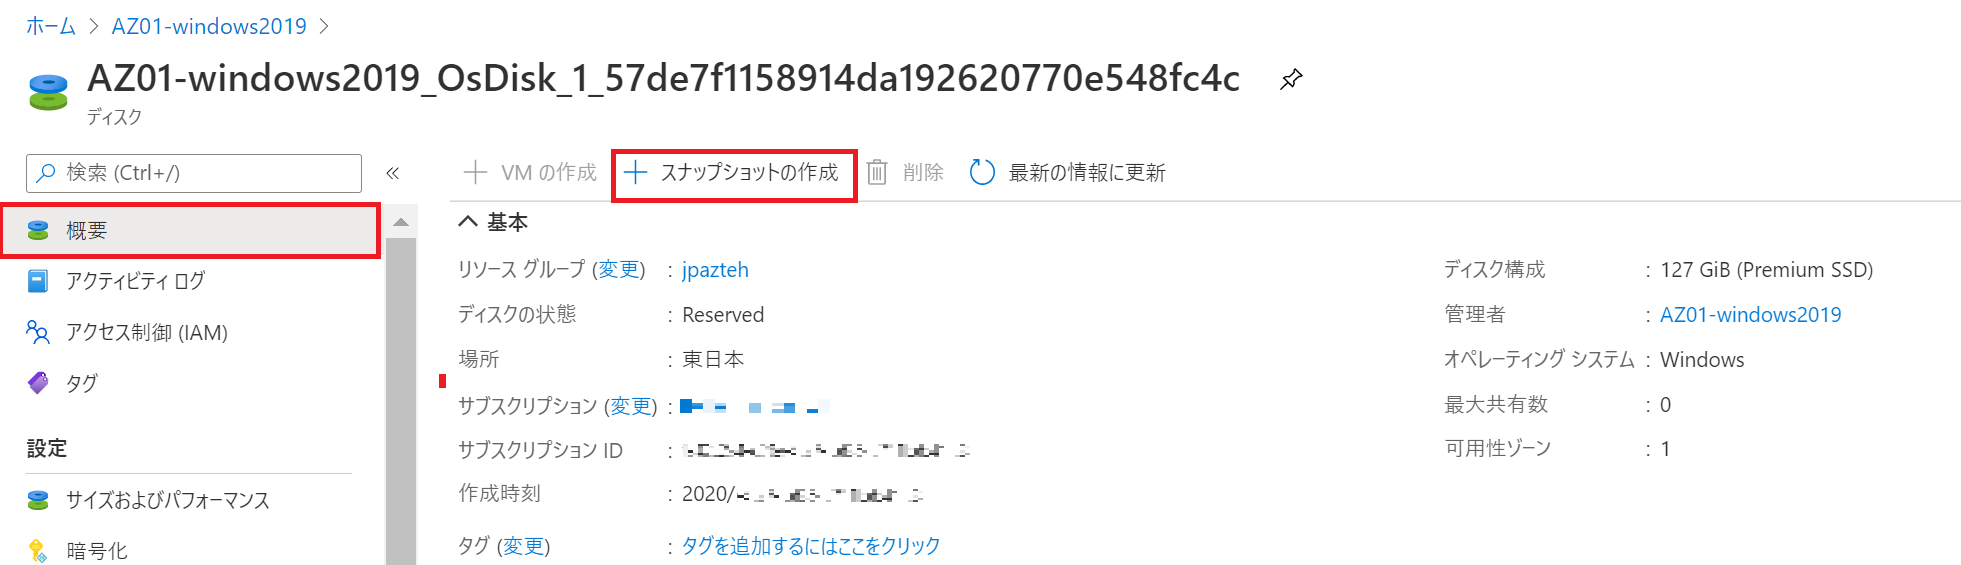 ホーム > AZ01-windows2019 >
AZ01-windows2019_OsDisk_1_57de7f1158914da192620770e548fc4c
ディスク
検索 (Ctrl+/)
«
VM の作成
スナップショットの作成
削除
最新の情報に更新
概要
アクティビティ ログ
アクセス制御 (IAM)
タグ
設定
サイズおよびパフォーマンス
暗号化
基本
リソース グループ (変更) : jpazteh
ディスクの状態 : Reserved
場所 : 東日本
サブスクリプション (変更) :
サブスクリプション ID :
作成時刻 : 2020/
タグ (変更) : タグを追加するにはここをクリック
ディスク構成 : 127 GiB (Premium SSD)
管理者 : AZ01-windows2019
オペレーティング システム : Windows
最大共有数 : 0
可用性ゾーン : 1